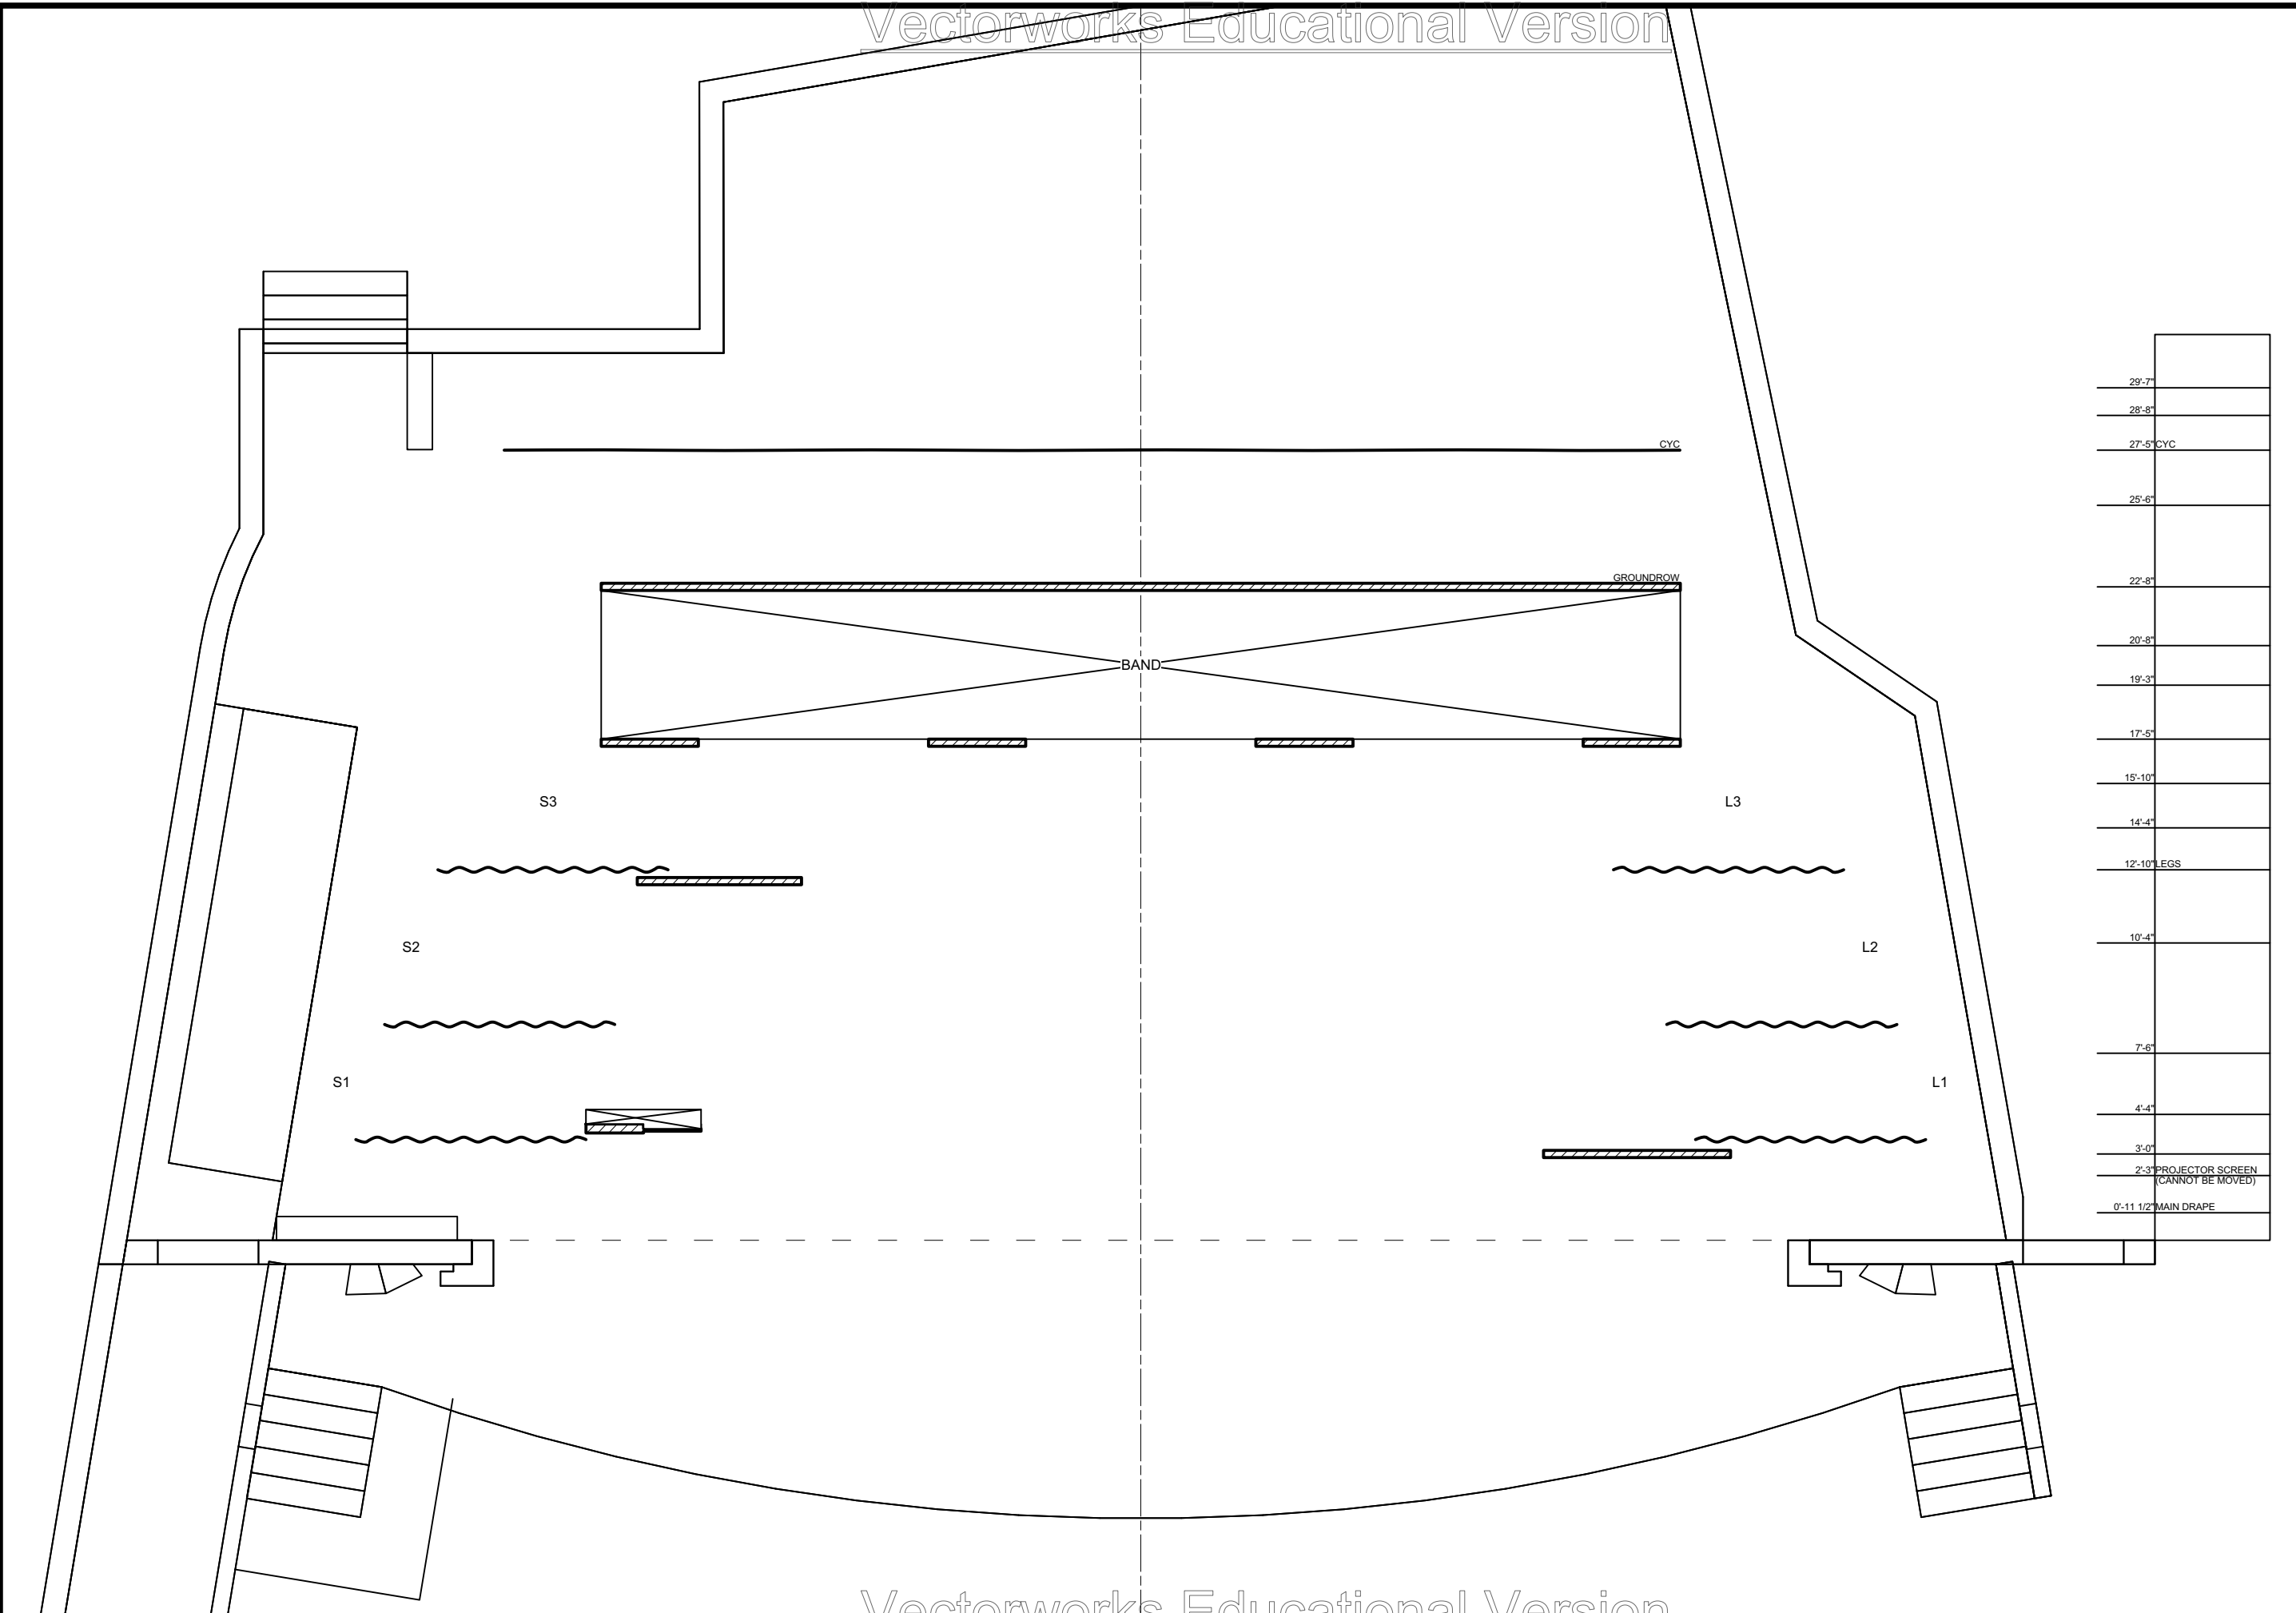 Vectorworks Educational Version
29'-7"
28'-8"
CYC
27'-5" CYC
25'-6"
GROUNDROW
22'-8"
20'-8"
BAND
19'-3"
17'-5"
15'-10"
S3
L3
14'-4"
12'-10" LEGS
10'-4"
S2
L2
7'-6"
S1
L1
4'-4"
3'-0"
2'-3" PROJECTOR SCREEN
(CANNOT BE MOVED)
0'-11 1/2" MAIN DRAPE
Vectorworks Educational Version